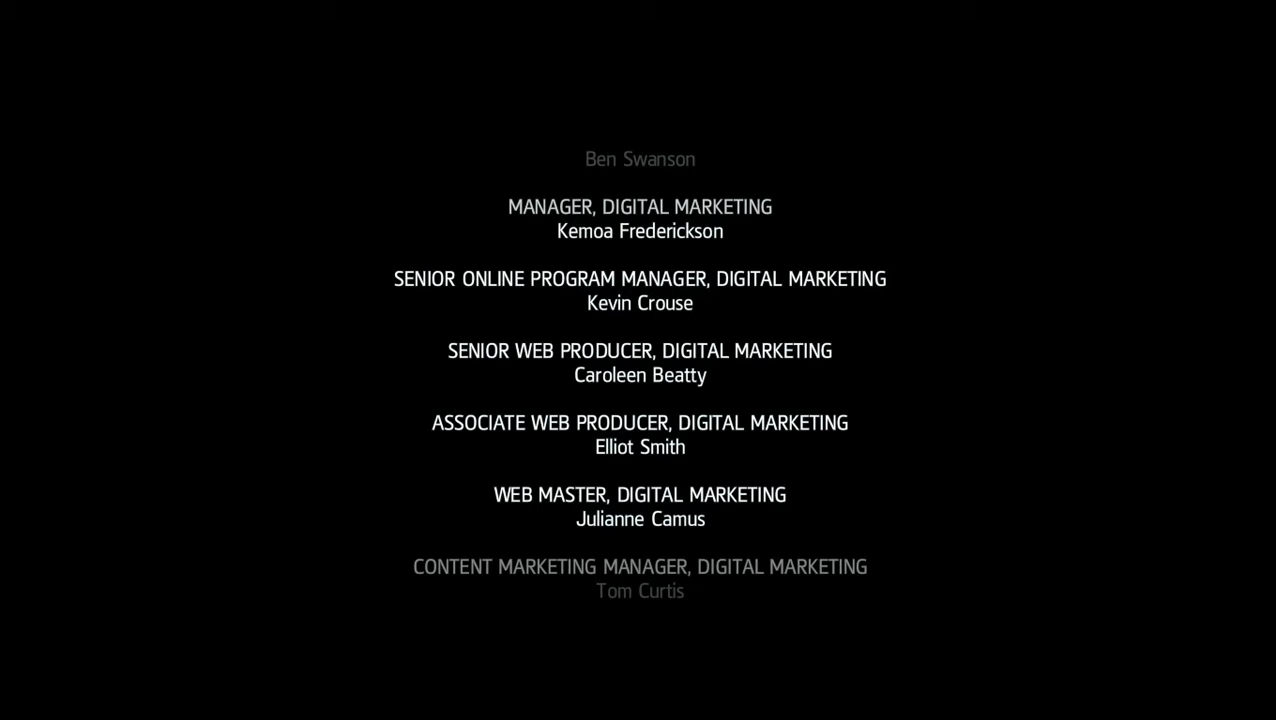 Ben Swanson
MANAGER, DIGITAL MARKETING
Kemoa Frederickson
SENIOR ONLINE PROGRAM MANAGER, DIGITAL MARKETING
Kevin Crouse
SENIOR WEB PRODUCER, DIGITAL MARKETING
Caroleen Beatty
ASSOCIATE WEB PRODUCER, DIGITAL MARKETING
Elliot Smith
WEB MASTER, DIGITAL MARKETING
Julianne Camus
CONTENT MARKETING MANAGER, DIGITAL MARKETING
Tom Curtis